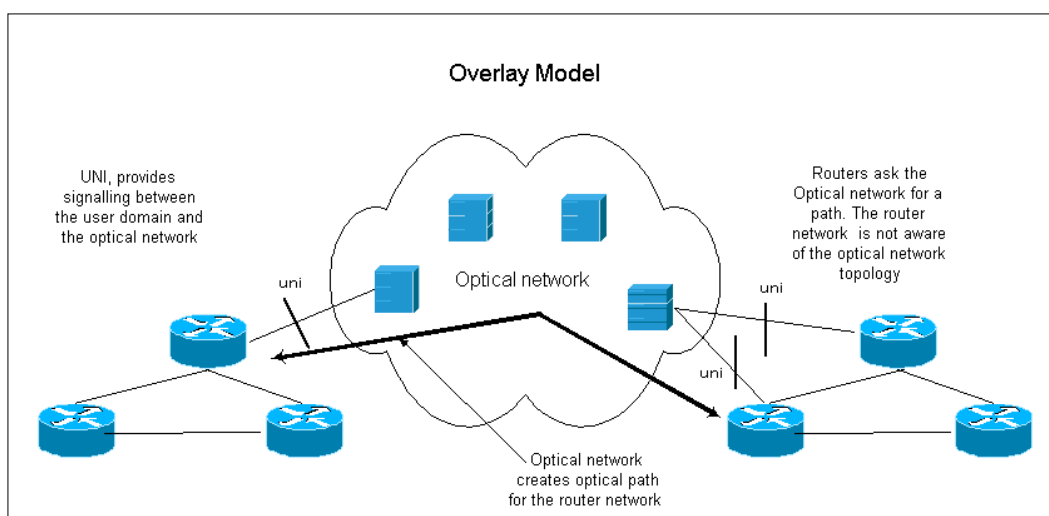 Overlay Model
UNI, provides
signalling between
the user domain and
the optical network
Routers ask the
Optical network for a
path. The router
network is not aware
of the optical network
topology
uni
Optical network
uni
uni
Optical network
creates optical path
for the router network